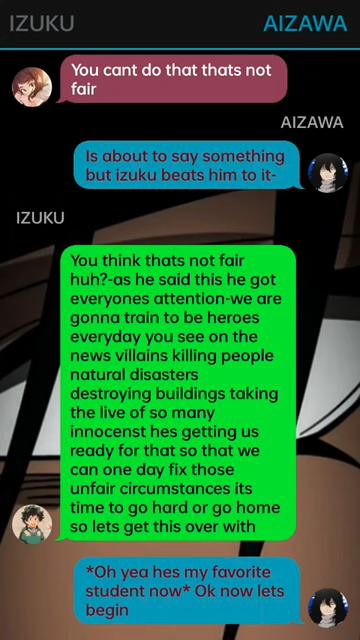 IZUKU
AIZAWA
You cant do that thats not
fair
AIZAWA
Is about to say something
but izuku beats him to it-
IZUKU
You think thats not fair
huh?-as he said this he got
everyones attention-we are
gonna train to be heroes
everyday you see on the
news villains killing people
natural disasters
destroying buildings taking
the live of so many
innocenst hes getting us
ready for that so that we
can one day fix those
unfair circumstances its
time to go hard or go home
so lets get this over with
*Oh yea hes my favorite
student now* Ok now lets
begin